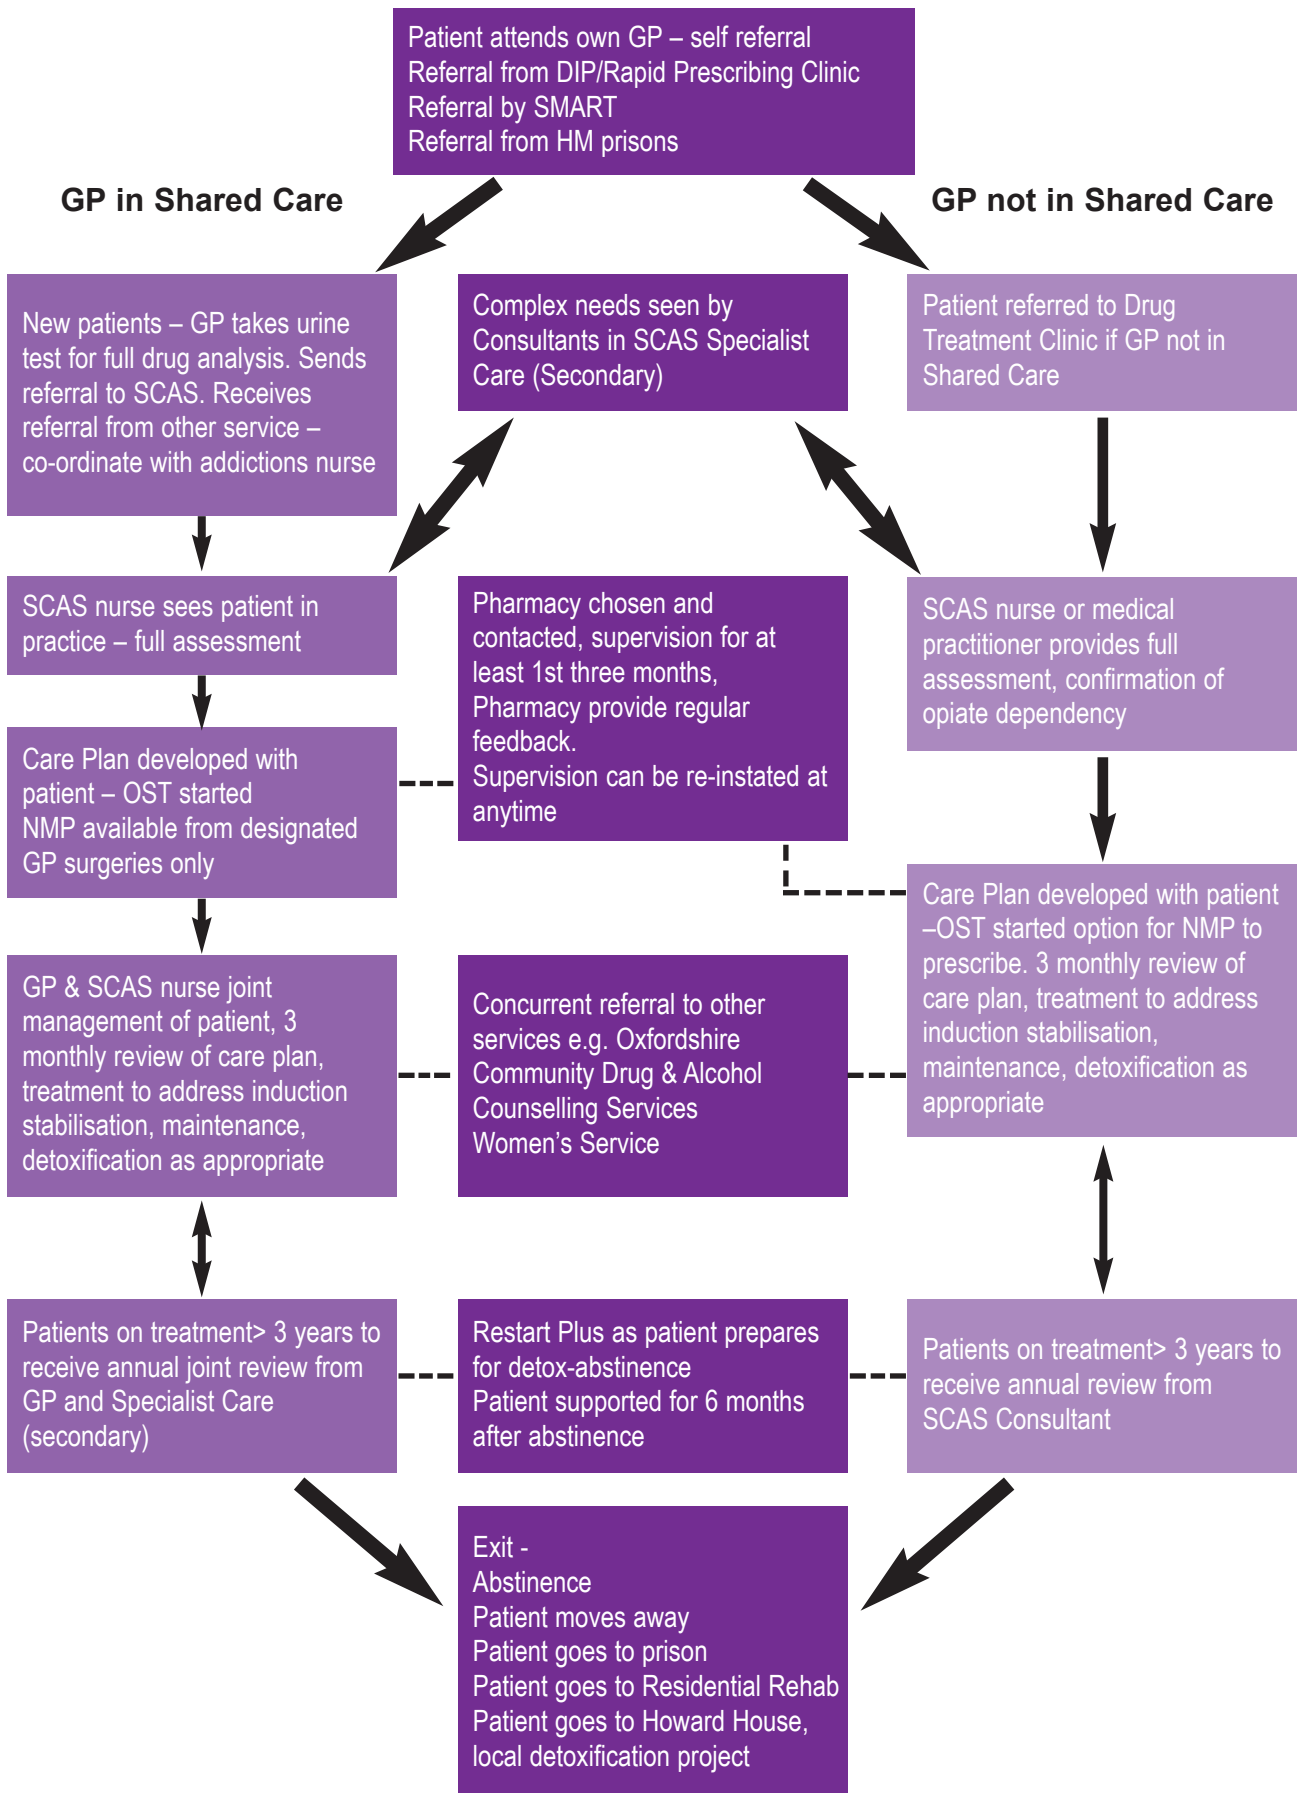 Patient attends own GP – self referral
Referral from DIP/Rapid Prescribing Clinic
Referral by SMART
Referral from HM prisons
GP in Shared Care
GP not in Shared Care
New patients – GP takes urine
test for full drug analysis. Sends
referral to SCAS. Receives
referral from other service –
co-ordinate with addictions nurse
Complex needs seen by
Consultants in SCAS Specialist
Care (Secondary)
Patient referred to Drug
Treatment Clinic if GP not in
Shared Care
SCAS nurse sees patient in
practice – full assessment
Pharmacy chosen and
contacted, supervision for at
least 1st three months,
Pharmacy provide regular
feedback.
Supervision can be re-instated at
anytime
SCAS nurse or medical
practitioner provides full
assessment, confirmation of
opiate dependency
Care Plan developed with
patient – OST started
NMP available from designated
GP surgeries only
Care Plan developed with patient
–OST started option for NMP to
prescribe. 3 monthly review of
care plan, treatment to address
induction stabilisation,
maintenance, detoxification as
appropriate
GP & SCAS nurse joint
management of patient, 3
monthly review of care plan,
treatment to address induction
stabilisation, maintenance,
detoxification as appropriate
Concurrent referral to other
services e.g. Oxfordshire
Community Drug & Alcohol
Counselling Services
Women’s Service
Patients on treatment> 3 years to
receive annual joint review from
GP and Specialist Care
(secondary)
Restart Plus as patient prepares
for detox-abstinence
Patient supported for 6 months
after abstinence
Patients on treatment> 3 years to
receive annual review from
SCAS Consultant
Exit -
Abstinence
Patient moves away
Patient goes to prison
Patient goes to Residential Rehab
Patient goes to Howard House,
local detoxification project